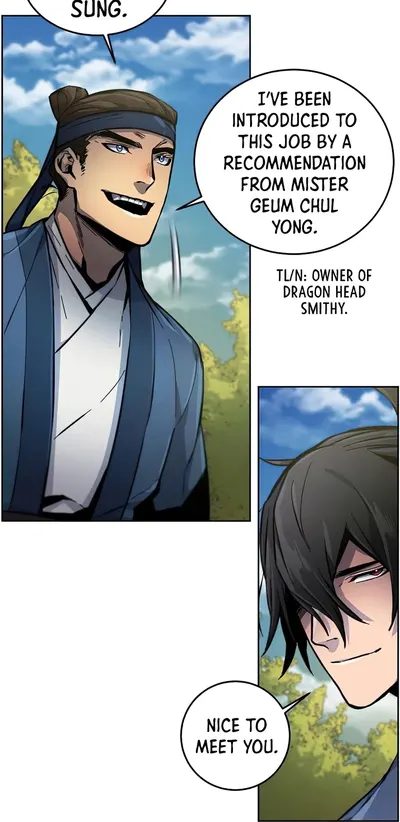 SUNG.
I'VE BEEN
INTRODUCED TO
THIS JOB BY A
RECOMMENDATION
FROM MISTER
GEUM CHUL
YONG.
TL/N: OWNER OF
DRAGON HEAD
SMITHY.
NICE TO
MEET YOU.